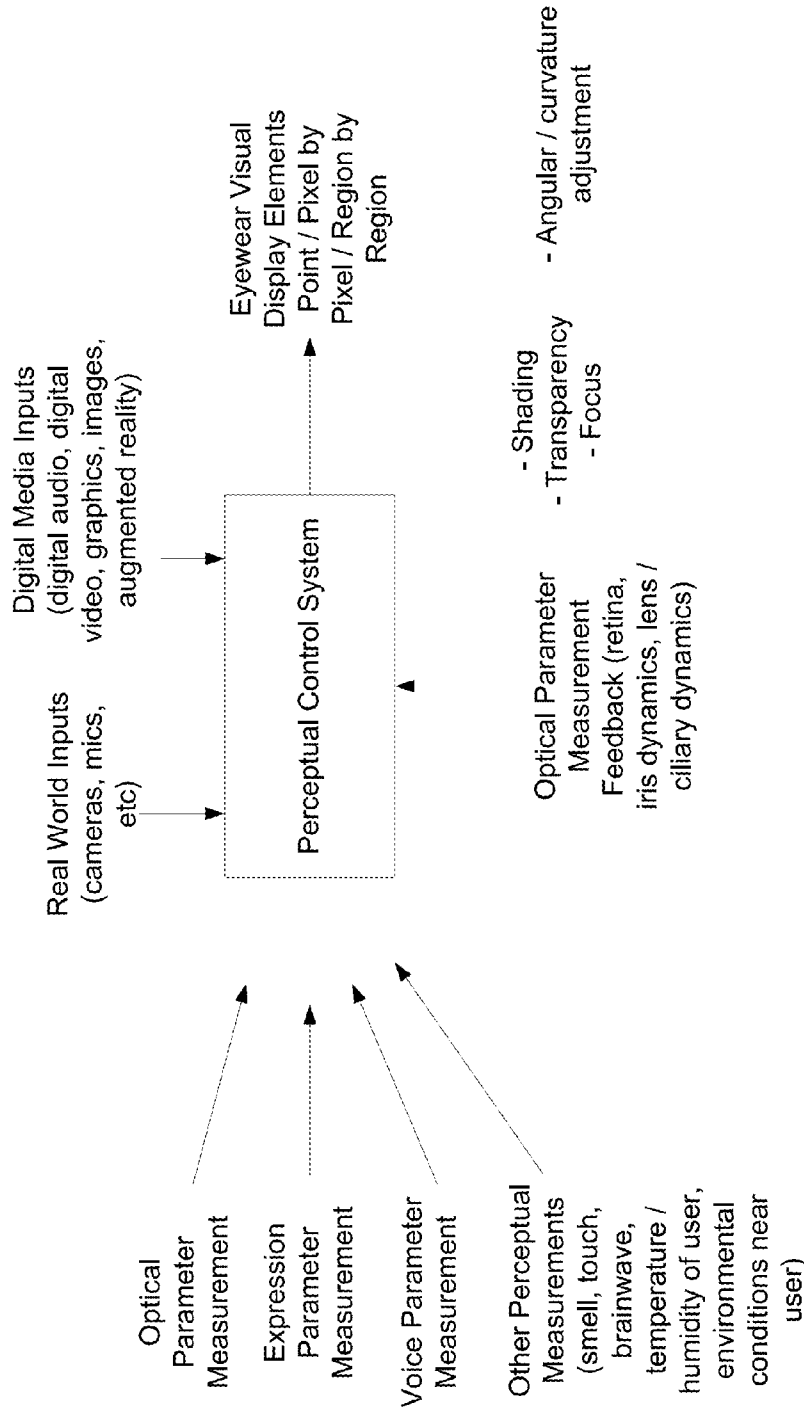 Optical
Parameter
Measurement
Expression
Parameter
Measurement
Voice Parameter
Measurement
Other Perceptual
Measurements
(smell, touch,
brainwave,
temperature /
humidity of user,
environmental
conditions near
user)
Real World Inputs
(cameras, mics,
etc)
Digital Media Inputs
(digital audio, digital
video, graphics, images,
augmented reality)
Perceptual Control System
Eyewear Visual
Display Elements
Point / Pixel by
Pixel / Region by
Region
Optical Parameter
Measurement
Feedback (retina,
iris dynamics, lens /
ciliary dynamics)
- Shading
- Transparency
- Focus
- Angular / curvature
adjustment